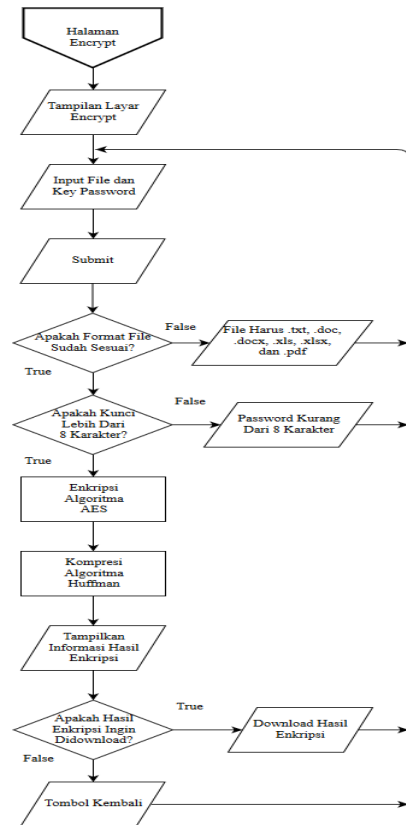 Halaman
Encrypt
Tampilan Layar
Encrypt
Input File dan
Key Password
Submit
Apakah Format File
Sudah Sesuai?
False
File Harus .txt, .doc,
.docx, .xls, .xlsx,
dan .pdf
True
Apakah Kunci
Lebih Dari
8 Karakter?
False
Password Kurang
Dari 8 Karakter
True
Enkripsi
Algoritma
AES
Kompresi
Algoritma
Huffman
Tampilkan
Informasi Hasil
Enkripsi
Apakah Hasil
Enkripsi Ingin
Didownload?
True
Download Hasil
Enkripsi
False
Tombol Kembali